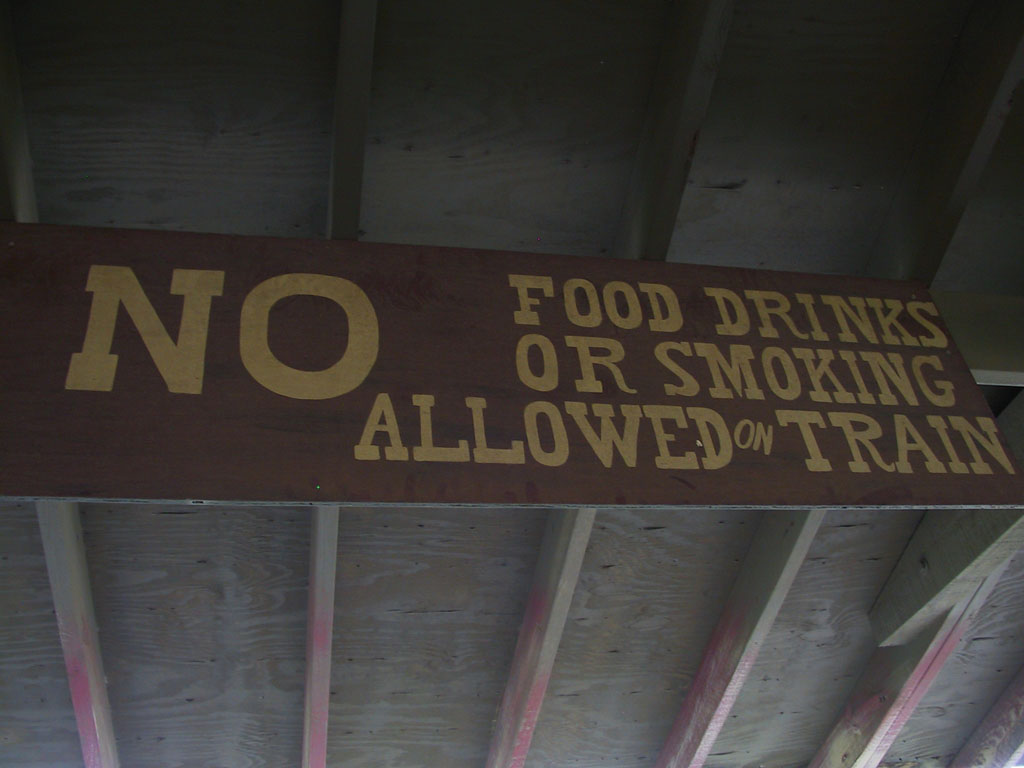 NO FOOD DRINKS
OR SMOKING
ALLOWED ON TRAIN